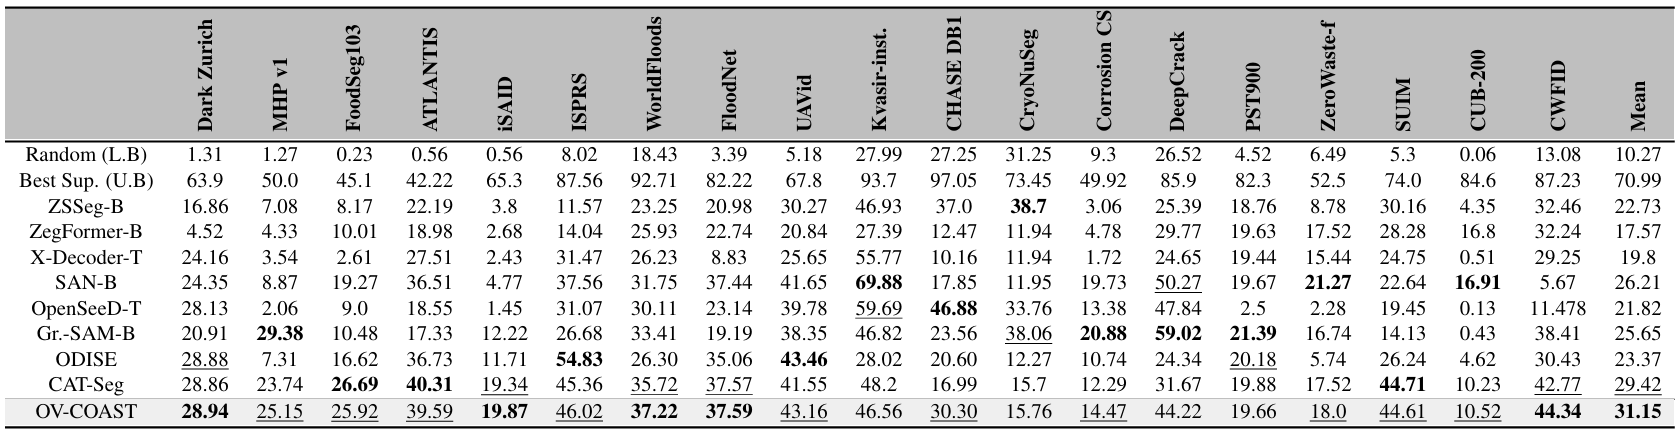 Dark Zurich MHP v1 FoodSeg103 ATLANTIS iSAID ISPRS WorldFloods FloodNet UAVid Kvasir-inst. CHASE DB1 CryoNuSeg Corrosion CS DeepCrack PST900 ZeroWaste-f SUIM CUB-200 CWFID Mean
Random (L.B) 1.31 1.27 0.23 0.56 0.56 8.02 18.43 3.39 5.18 27.99 27.25 31.25 9.3 26.52 4.52 6.49 5.3 0.06 13.08 10.27
Best Sup. (U.B) 63.9 50.0 45.1 42.22 65.3 87.56 92.71 82.22 67.8 93.7 97.05 73.45 49.92 85.9 82.3 52.5 74.0 84.6 87.23 70.99
ZSSeg-B 16.86 7.08 8.17 22.19 3.8 11.57 23.25 20.98 30.27 46.93 37.0 38.7 3.06 25.39 18.76 8.78 30.16 4.35 32.46 22.73
ZegFormer-B 4.52 4.33 10.01 18.98 2.68 14.04 25.93 22.74 20.84 27.39 12.47 11.94 4.78 29.77 19.63 17.52 28.28 16.8 32.24 17.57
X-Decoder-T 24.16 3.54 2.61 27.51 2.43 31.47 26.23 8.83 25.65 55.77 10.16 11.94 1.72 24.65 19.44 15.44 24.75 0.51 29.25 19.8
SAN-B 24.35 8.87 19.27 36.51 4.77 37.56 31.75 37.44 41.65 69.88 17.85 11.95 19.73 50.27 19.67 21.27 22.64 16.91 5.67 26.21
OpenSeeD-T 28.13 2.06 9.0 18.55 1.45 31.07 30.11 23.14 39.78 59.69 46.88 33.76 13.38 47.84 2.5 2.28 19.45 0.13 11.478 21.82
Gr.-SAM-B 20.91 29.38 10.48 17.33 12.22 26.68 33.41 19.19 38.35 46.82 23.56 38.06 20.88 59.02 21.39 16.74 14.13 0.43 38.41 25.65
ODISE 28.88 7.31 16.62 36.73 11.71 54.83 26.30 35.06 43.46 28.02 20.60 12.27 10.74 24.34 20.18 5.74 26.24 4.62 30.43 23.37
CAT-Seg 28.86 23.74 26.69 40.31 19.34 45.36 35.72 37.57 41.55 48.2 16.99 15.7 12.29 31.67 19.88 17.52 44.71 10.23 42.77 29.42
OV-COAST 28.94 25.15 25.92 39.59 19.87 46.02 37.22 37.59 43.16 46.56 30.30 15.76 14.47 44.22 19.66 18.0 44.61 10.52 44.34 31.15